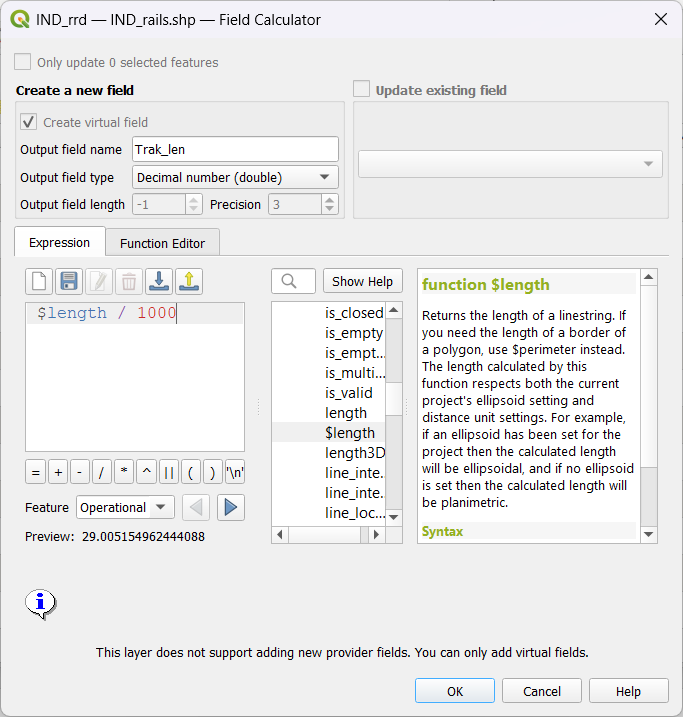 IND_rrd — IND_rails.shp — Field Calculator
Only update 0 selected features
Create a new field
Update existing field
Create virtual field
Output field name Trak_len
Output field type Decimal number (double)
Output field length -1 Precision 3
Expression Function Editor
Show Help
$length / 1000
is_closed
is_empty
is_empt...
is_multi...
is_valid
length
$length
length3D
line_inte...
line_inte...
line_loc...
function $length
Returns the length of a linestring. If
you need the length of a border of
a polygon, use $perimeter instead.
The length calculated by this
function respects both the current
project's ellipsoid setting and
distance unit settings. For example,
if an ellipsoid has been set for the
project then the calculated length
will be ellipsoidal, and if no ellipsoid
is set then the calculated length will
be planimetric.
Syntax
= + - / * ^ || ( ) '\n'
Feature Operational
Preview: 29.005154962444088
This layer does not support adding new provider fields. You can only add virtual fields.
OK Cancel Help